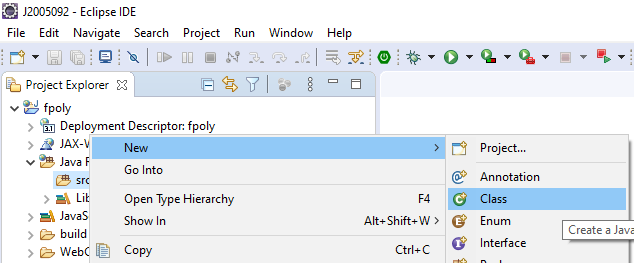 J2005092 - Eclipse IDE
File Edit Navigate Search Project Run Window Help
Project Explorer
fpoly
Deployment Descriptor: fpoly
JAX-W
Java R
src
Lib
JavaS
build
WebC
New
Go Into
Open Type Hierarchy F4
Show In Alt+Shift+W
Copy Ctrl+C
Project...
Annotation
Class
Enum
Interface
Create a Java